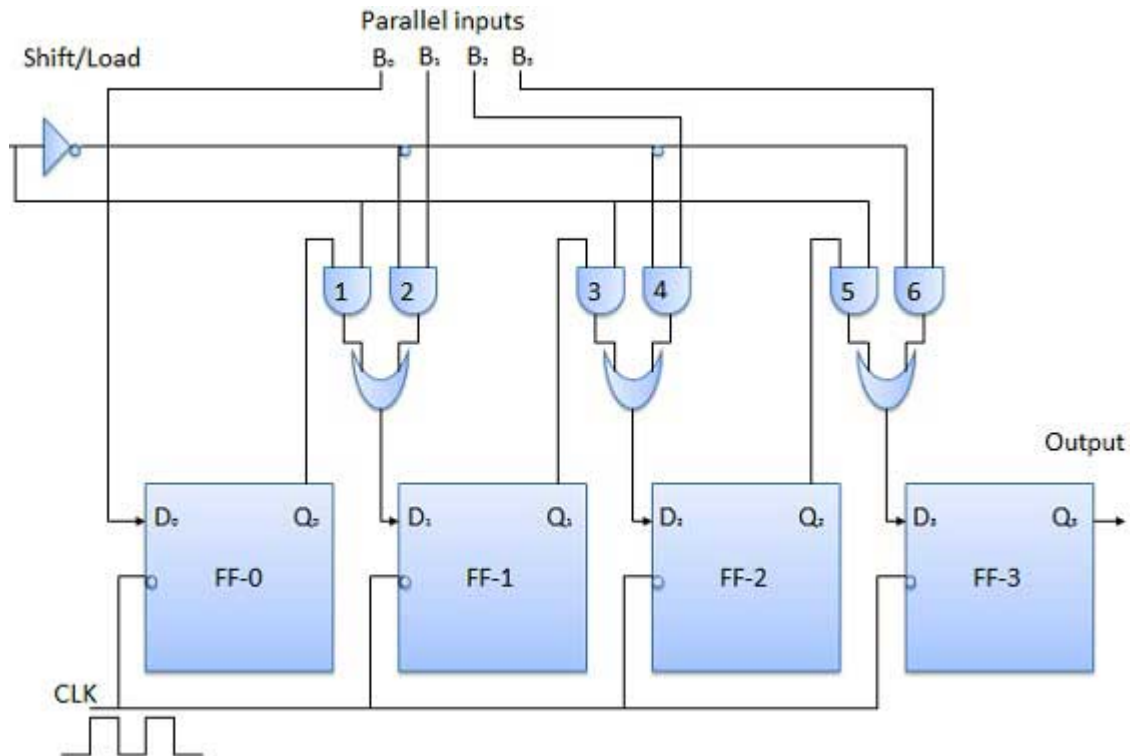 Parallel inputs
Shift/Load
B₀ B₁ B₂ B₃
1 2 3 4 5 6
Output
D₀ Q₀ D₁ Q₁ D₂ Q₂ D₃ Q₃
FF-0 FF-1 FF-2 FF-3
CLK